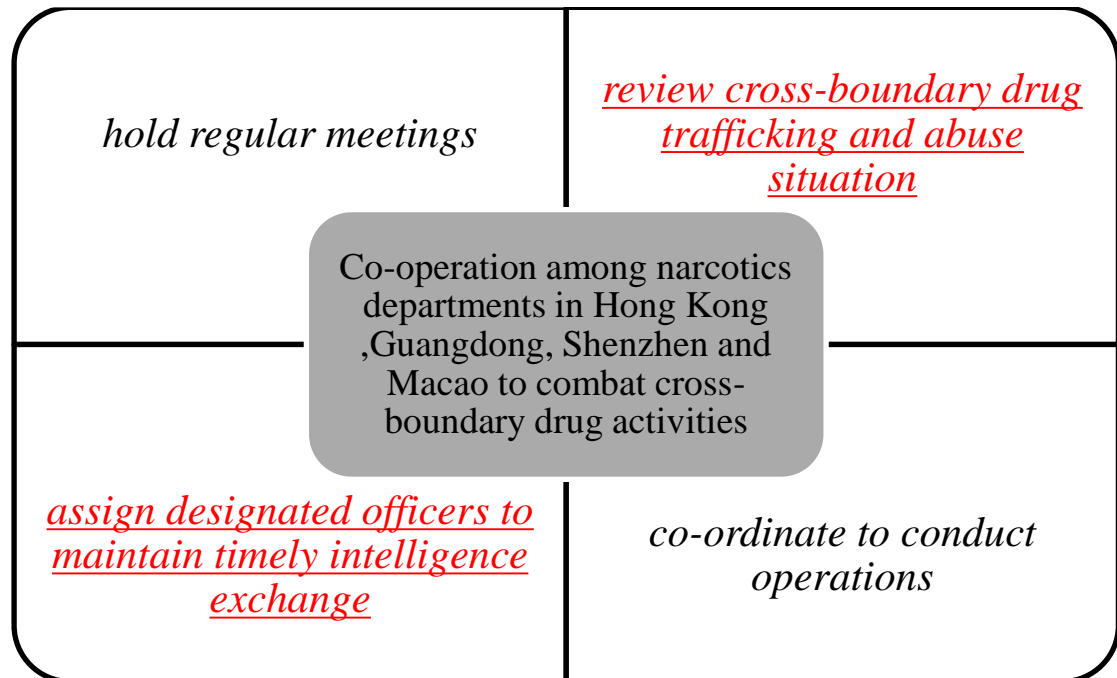 hold regular meetings
review cross-boundary drug
trafficking and abuse
situation
Co-operation among narcotics
departments in Hong Kong
,Guangdong, Shenzhen and
Macao to combat cross-
boundary drug activities
assign designated officers to
maintain timely intelligence
exchange
co-ordinate to conduct
operations